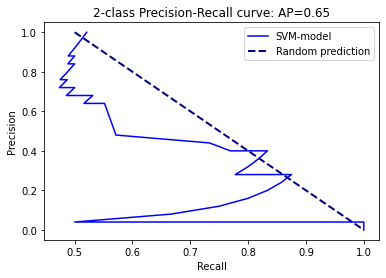 2-class Precision-Recall curve: AP=0.65
SVM-model
Random prediction
Precision
1.0
0.8
0.6
0.4
0.2
0.0
0.5
0.6
0.7
0.8
0.9
1.0
Recall